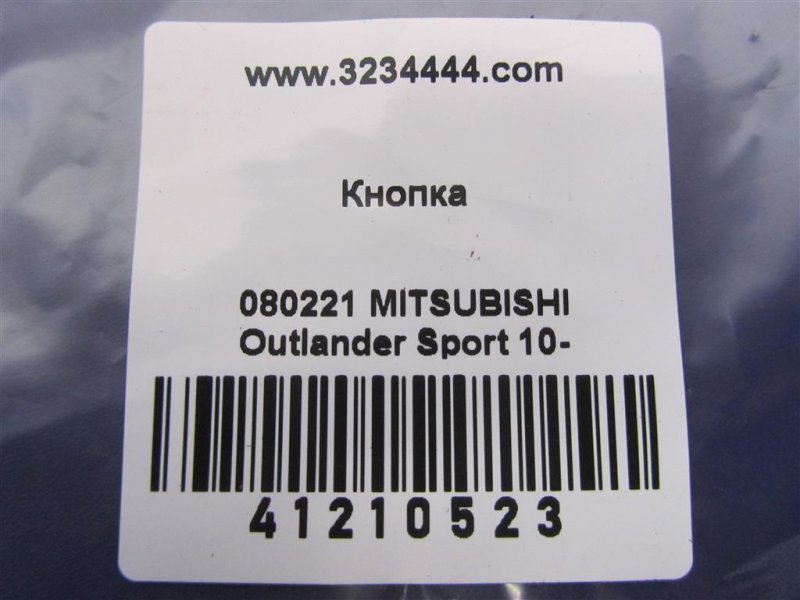 www.3234444.com
Кнопка
080221 MITSUBISHI
Outlander Sport 10-
41210523